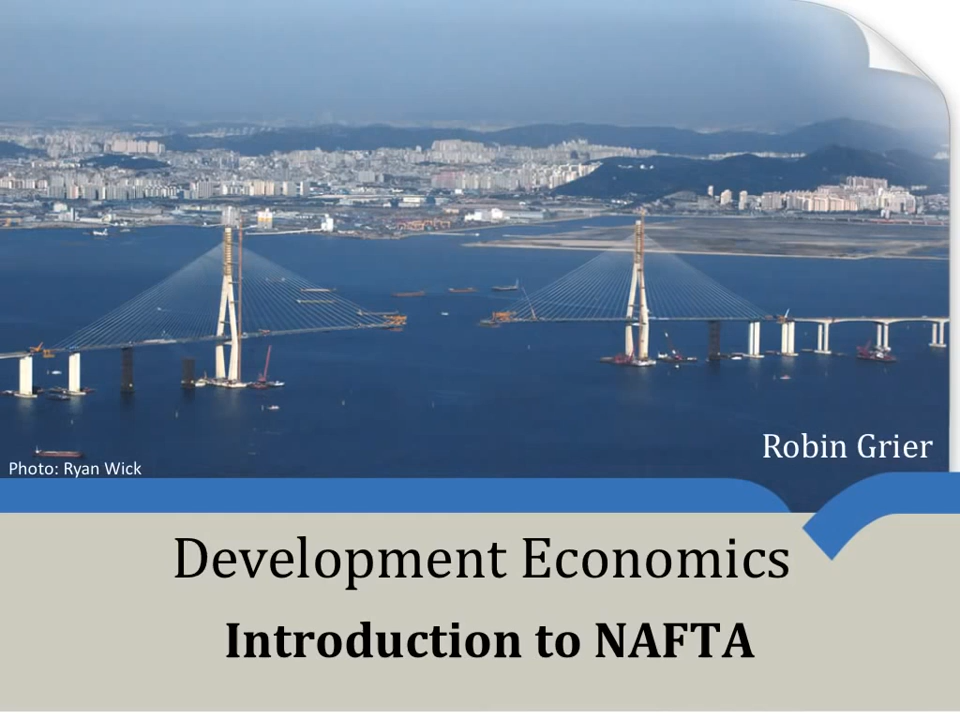 Robin Grier
Photo: Ryan Wick
Development Economics
Introduction to NAFTA